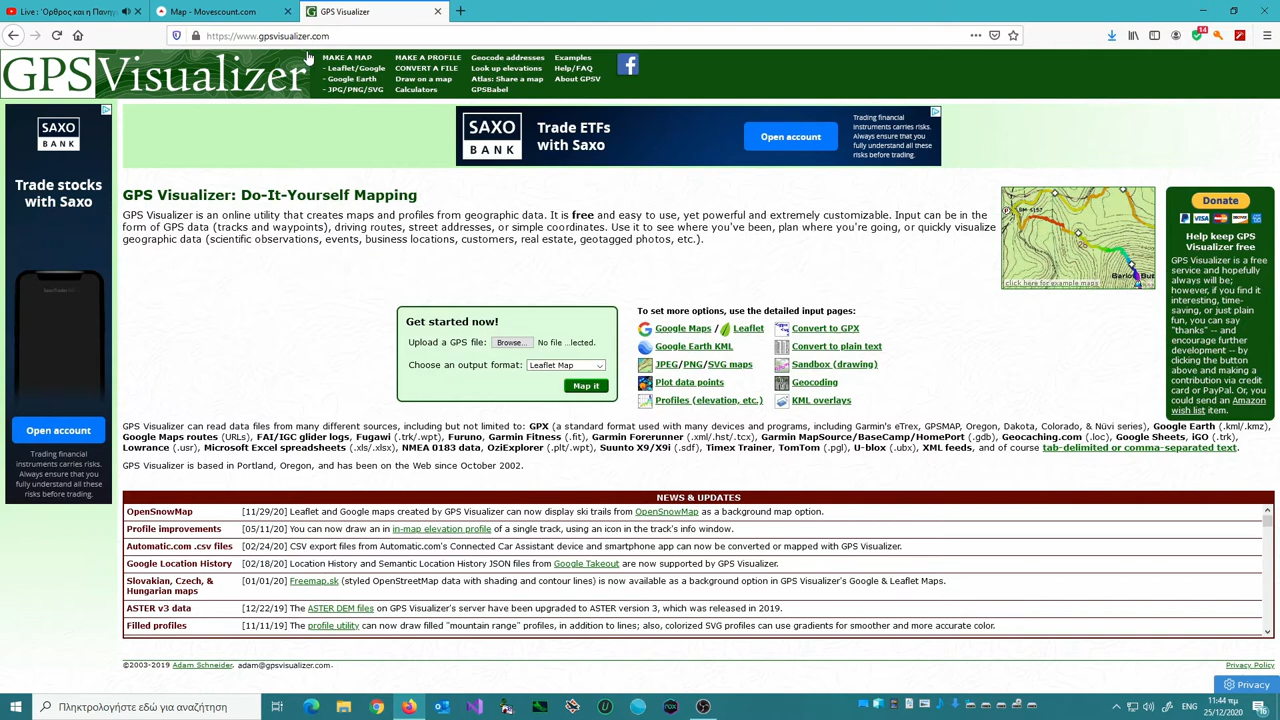 Live : 'Ορθρος και η Πανηγ
Map - Movescount.com
GPS Visualizer
https://www.gpsvisualizer.com
14
GPSVisualizer
MAKE A MAP
- Leaflet/Google
- Google Earth
- JPG/PNG/SVG
MAKE A PROFILE
CONVERT A FILE
Draw on a map
Calculators
Geocode addresses
Look up elevations
Atlas: Share a map
GPSBabel
Examples
Help/FAQ
About GPSV
SAXO
BANK
Trade stocks
with Saxo
Open account
Trading financial
instruments carries risks.
Always ensure that you
fully understand all these
risks before trading.
SAXO
BANK
Trade ETFs
with Saxo
Open account
Trading financial
instruments carries risks.
Always ensure that you
fully understand all these
risks before trading.
GPS Visualizer: Do-It-Yourself Mapping
GPS Visualizer is an online utility that creates maps and profiles from geographic data. It is free and easy to use, yet powerful and extremely customizable. Input can be in the
form of GPS data (tracks and waypoints), driving routes, street addresses, or simple coordinates. Use it to see where you've been, plan where you're going, or quickly visualize
geographic data (scientific observations, events, business locations, customers, real estate, geotagged photos, etc.).
click here for example maps
Donate
Help keep GPS
Visualizer free
GPS Visualizer is a free
service and hopefully
always will be;
however, if you find it
interesting, time-
saving, or just plain
fun, you can say
"thanks" -- and
encourage further
development -- by
clicking the button
above and making a
contribution via credit
card or PayPal. Or, you
could send an Amazon
wish list item.
Get started now!
Upload a GPS file: Browse... No file ...lected.
Choose an output format: Leaflet Map
Map it
To set more options, use the detailed input pages:
Google Maps / Leaflet
Google Earth KML
JPEG/PNG/SVG maps
Plot data points
Profiles (elevation, etc.)
Convert to GPX
Convert to plain text
Sandbox (drawing)
Geocoding
KML overlays
GPS Visualizer can read data files from many different sources, including but not limited to: GPX (a standard format used with many devices and programs, including Garmin's eTrex, GPSMAP, Oregon, Dakota, Colorado, & Nüvi series), Google Earth (.kml/.kmz),
Google Maps routes (URLs), FAI/IGC glider logs, Fugawi (.trk/.wpt), Furuno, Garmin Fitness (.fit), Garmin Forerunner (.xml/.hst/.tcx), Garmin MapSource/BaseCamp/HomePort (.gdb), Geocaching.com (.loc), Google Sheets, iGO (.trk),
Lowrance (.usr), Microsoft Excel spreadsheets (.xls/.xlsx), NMEA 0183 data, OziExplorer (.plt/.wpt), Suunto X9/X9i (.sdf), Timex Trainer, TomTom (.pgl), U-blox (.ubx), XML feeds, and of course tab-delimited or comma-separated text.
GPS Visualizer is based in Portland, Oregon, and has been on the Web since October 2002.
NEWS & UPDATES
OpenSnowMap [11/29/20] Leaflet and Google maps created by GPS Visualizer can now display ski trails from OpenSnowMap as a background map option.
Profile improvements [05/11/20] You can now draw an in in-map elevation profile of a single track, using an icon in the track's info window.
Automatic.com .csv files [02/24/20] CSV export files from Automatic.com's Connected Car Assistant device and smartphone app can now be converted or mapped with GPS Visualizer.
Google Location History [02/18/20] Location History and Semantic Location History JSON files from Google Takeout are now supported by GPS Visualizer.
Slovakian, Czech, & Hungarian maps [01/01/20] Freemap.sk (styled OpenStreetMap data with shading and contour lines) is now available as a background option in GPS Visualizer's Google & Leaflet Maps.
ASTER v3 data [12/22/19] The ASTER DEM files on GPS Visualizer's server have been upgraded to ASTER version 3, which was released in 2019.
Filled profiles [11/11/19] The profile utility can now draw filled "mountain range" profiles, in addition to lines; also, colorized SVG profiles can use gradients for smoother and more accurate color.
©2003-2019 Adam Schneider, adam@gpsvisualizer.com.
Privacy Policy
Privacy
Πληκτρολογήστε εδώ για αναζήτηση
ENG
11:44 πμ
25/12/2020
16